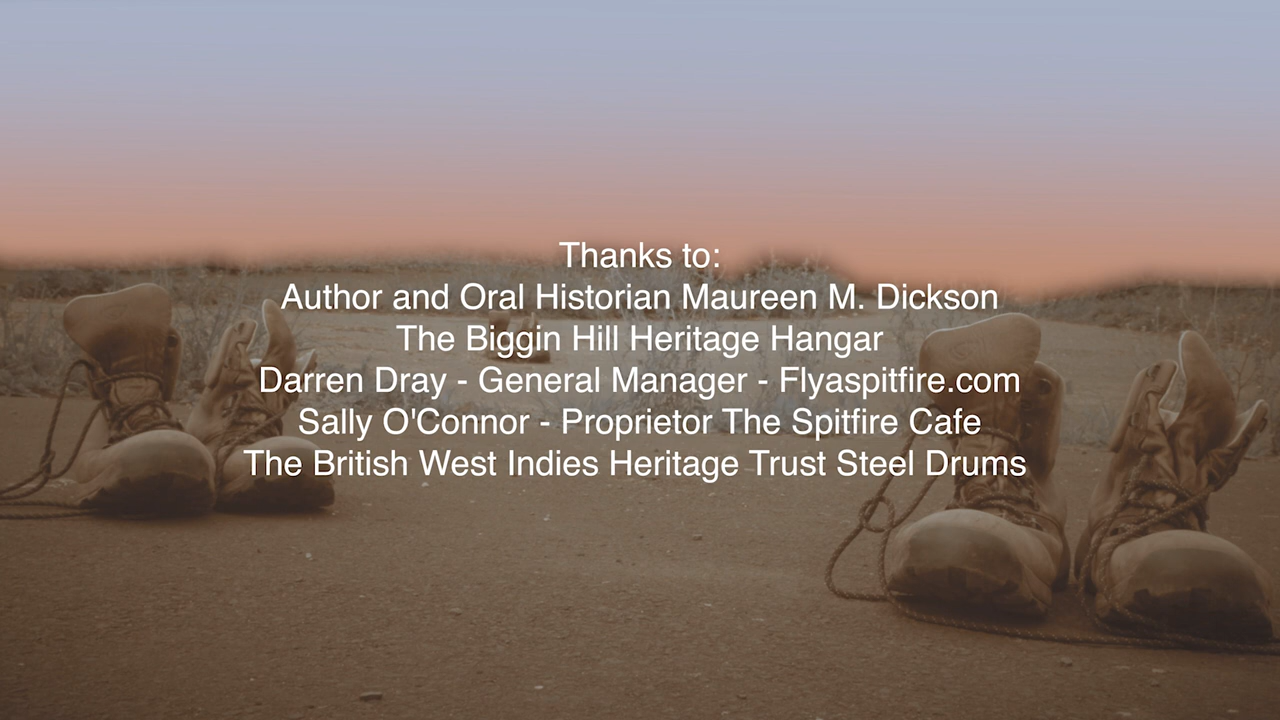 Thanks to:
Author and Oral Historian Maureen M. Dickson
The Biggin Hill Heritage Hangar
Darren Dray - General Manager - Flyaspitfire.com
Sally O'Connor - Proprietor The Spitfire Cafe
The British West Indies Heritage Trust Steel Drums